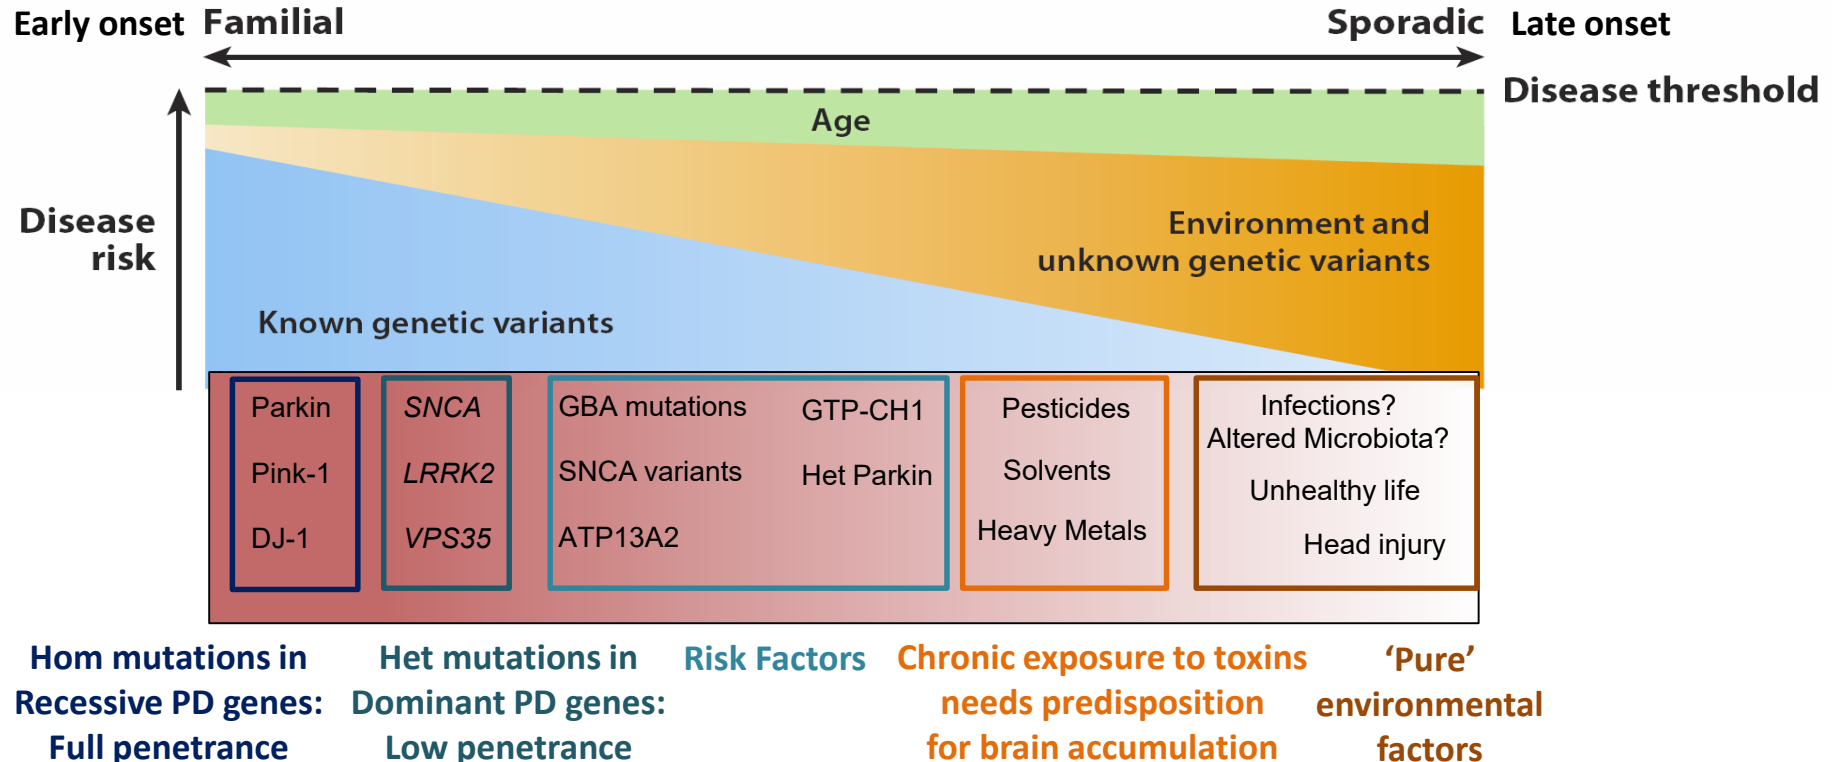 Early onset Familial
Sporadic Late onset
Disease threshold
Age
Disease
risk
Environment and
unknown genetic variants
Known genetic variants
Parkin
Pink-1
DJ-1
SNCA
LRRK2
VPS35
GBA mutations
SNCA variants
ATP13A2
GTP-CH1
Het Parkin
Pesticides
Solvents
Heavy Metals
Infections?
Altered Microbiota?
Unhealthy life
Head injury
Hom mutations in
Recessive PD genes:
Full penetrance
Het mutations in
Dominant PD genes:
Low penetrance
Risk Factors
Chronic exposure to toxins
needs predisposition
for brain accumulation
‘Pure’
environmental
factors